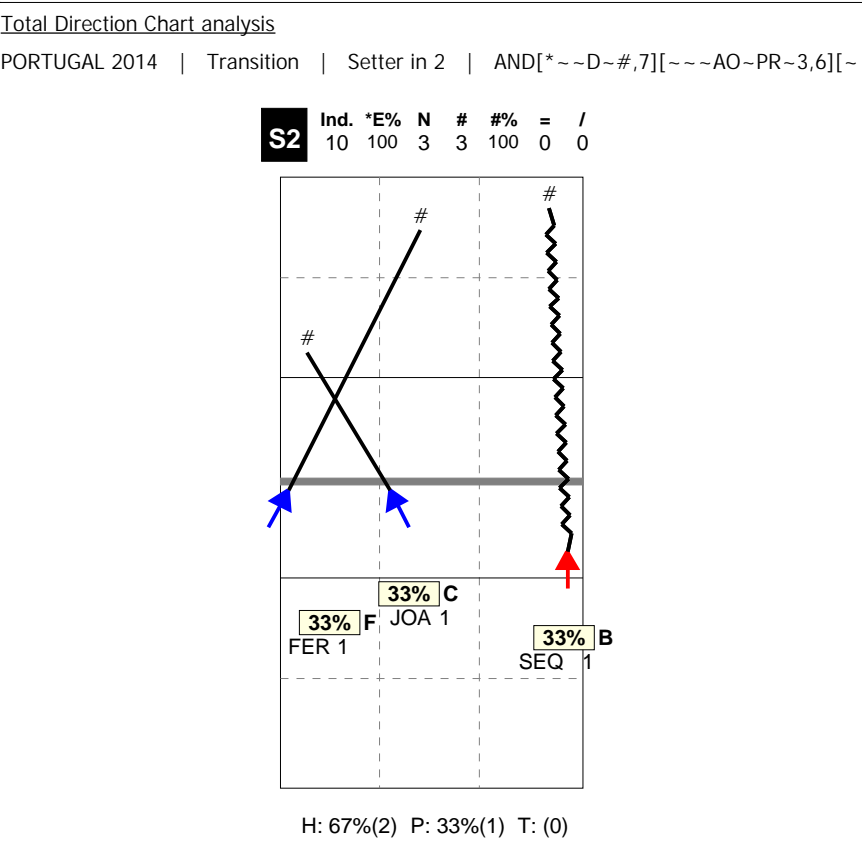 Total Direction Chart analysis
PORTUGAL 2014 | Transition | Setter in 2 | AND[*~~D~#,7][~~~AO~PR~3,6][~
S2 Ind. *E% N # #% = /
10 100 3 3 100 0 0
#
#
#
33% C
JOA 1
33% F
FER 1
33% B
SEQ 1
H: 67%(2) P: 33%(1) T: (0)